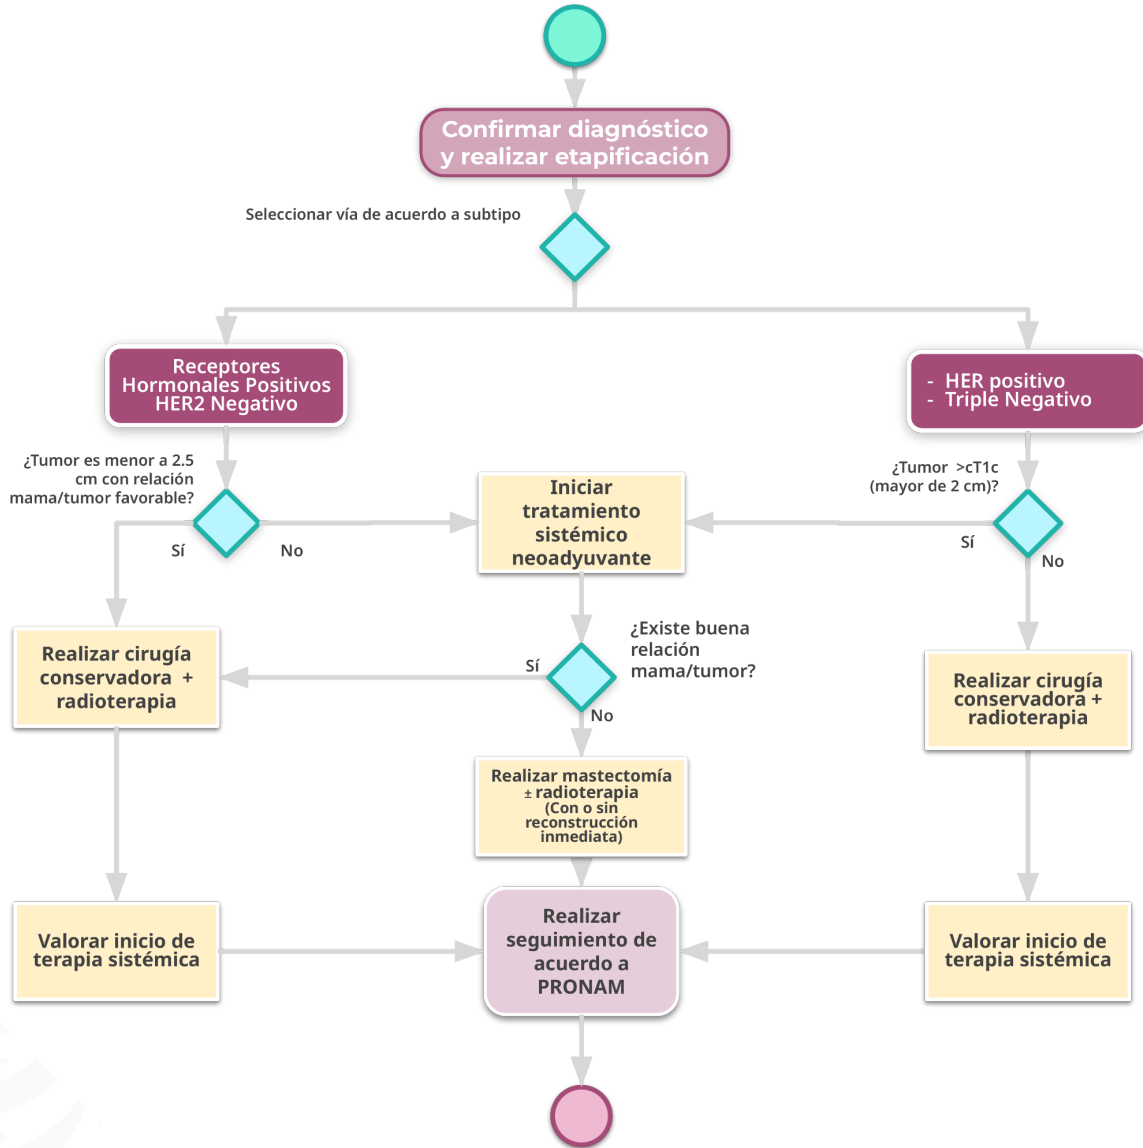 Confirmar diagnóstico
y realizar etapificación
Seleccionar vía de acuerdo a subtipo
Receptores
Hormonales Positivos
HER2 Negativo
- HER positivo
- Triple Negativo
¿Tumor es menor a 2.5
cm con relación
mama/tumor favorable?
Sí
No
Iniciar
tratamiento
sistémico
neoadyuvante
¿Tumor >cT1c
(mayor de 2 cm)?
Sí
No
Realizar cirugía
conservadora +
radioterapia
¿Existe buena
relación
mama/tumor?
Sí
No
Realizar cirugía
conservadora +
radioterapia
Realizar mastectomía
± radioterapia
(Con o sin
reconstrucción
inmediata)
Valorar inicio de
terapia sistémica
Realizar
seguimiento de
acuerdo a
PRONAM
Valorar inicio de
terapia sistémica